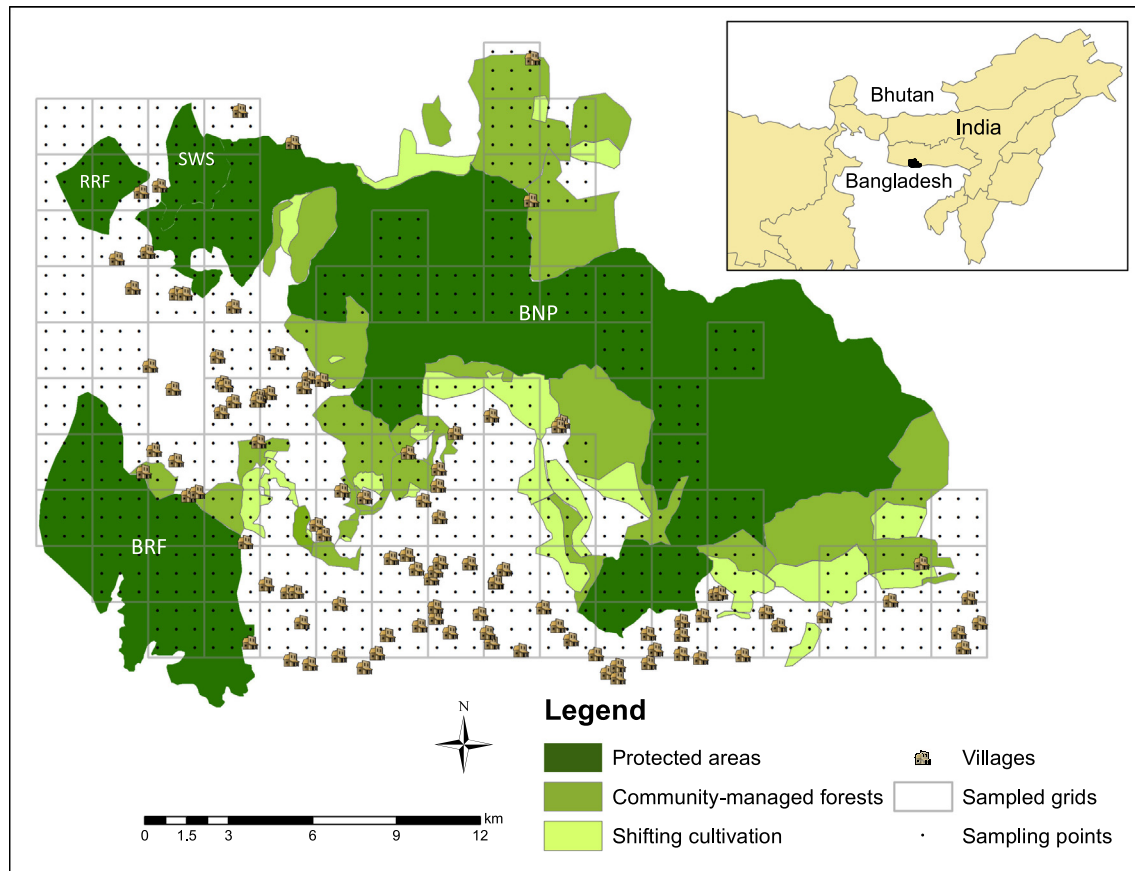 Bhutan
India
Bangladesh
SWS
RRF
BNP
BRF
N
Legend
Protected areas
Villages
Community-managed forests
Sampled grids
Shifting cultivation
Sampling points
km
0 1.5 3 6 9 12